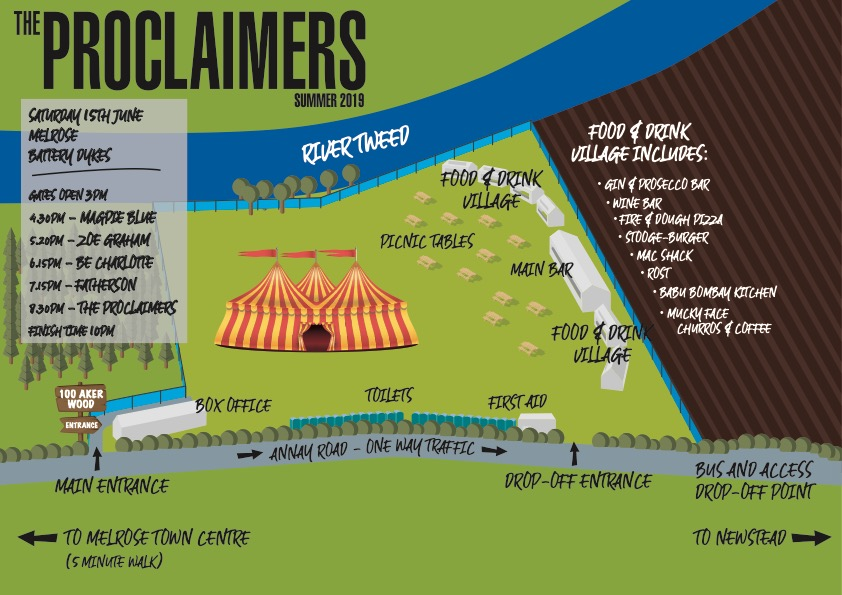 THE PROCLAIMERS
SUMMER 2019
SATURDAY 15TH JUNE
MELROSE
BATTERY DYKES
GATES OPEN 3PM
4.30PM – MAGPIE BLUE
5.20PM – ZOE GRAHAM
6.15PM – BE CHARLOTTE
7.15PM – FATHERSON
8.30PM – THE PROCLAIMERS
FINISH TIME 10PM
RIVER TWEED
FOOD & DRINK
VILLAGE
PICNIC TABLES
MAIN BAR
FOOD & DRINK
VILLAGE
FOOD & DRINK
VILLAGE INCLUDES:
• GIN & PROSECCO BAR
• WINE BAR
• FIRE & DOUGH PIZZA
• STOOGE-BURGER
• MAC SHACK
• ROST
• BABU BOMBAY KITCHEN
• MUCKY FACE
CHURROS & COFFEE
100 AKER
WOOD
ENTRANCE
BOX OFFICE
TOILETS
FIRST AID
ANNAY ROAD – ONE WAY TRAFFIC
MAIN ENTRANCE
DROP-OFF ENTRANCE
BUS AND ACCESS
DROP-OFF POINT
TO MELROSE TOWN CENTRE
(5 MINUTE WALK)
TO NEWSTEAD